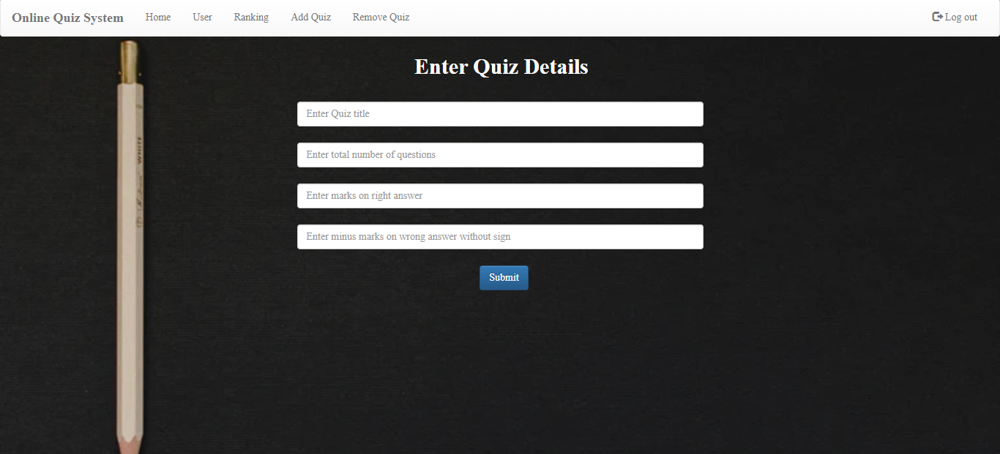 Online Quiz System Home User Ranking Add Quiz Remove Quiz Log out
Enter Quiz Details
Enter Quiz title
Enter total number of questions
Enter marks on right answer
Enter minus marks on wrong answer without sign
Submit
WHITE